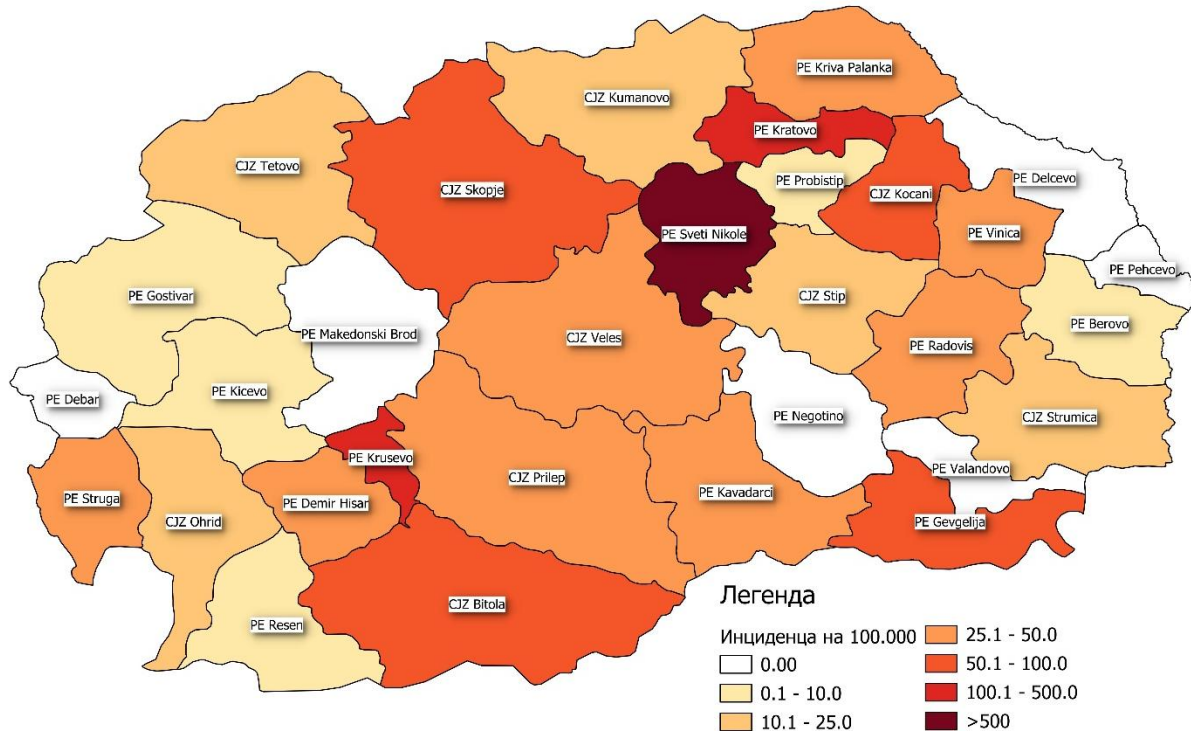 PE Kriva Palanka
CJZ Kumanovo
PE Kratovo
CJZ Tetovo
CJZ Skopje
PE Probistip
PE Delcevo
CJZ Kocani
PE Sveti Nikole
PE Vinica
PE Pehcevo
PE Gostivar
CJZ Stip
PE Makedonski Brod
CJZ Veles
PE Berovo
PE Radovis
PE Debar
PE Kicevo
PE Negotino
CJZ Strumica
PE Krusevo
PE Valandovo
CJZ Prilep
PE Struga
PE Demir Hisar
PE Kavadarci
CJZ Ohrid
PE Gevgelija
CJZ Bitola
PE Resen
Легенда
Инциденца на 100.000
0.00
0.1 - 10.0
10.1 - 25.0
25.1 - 50.0
50.1 - 100.0
100.1 - 500.0
>500